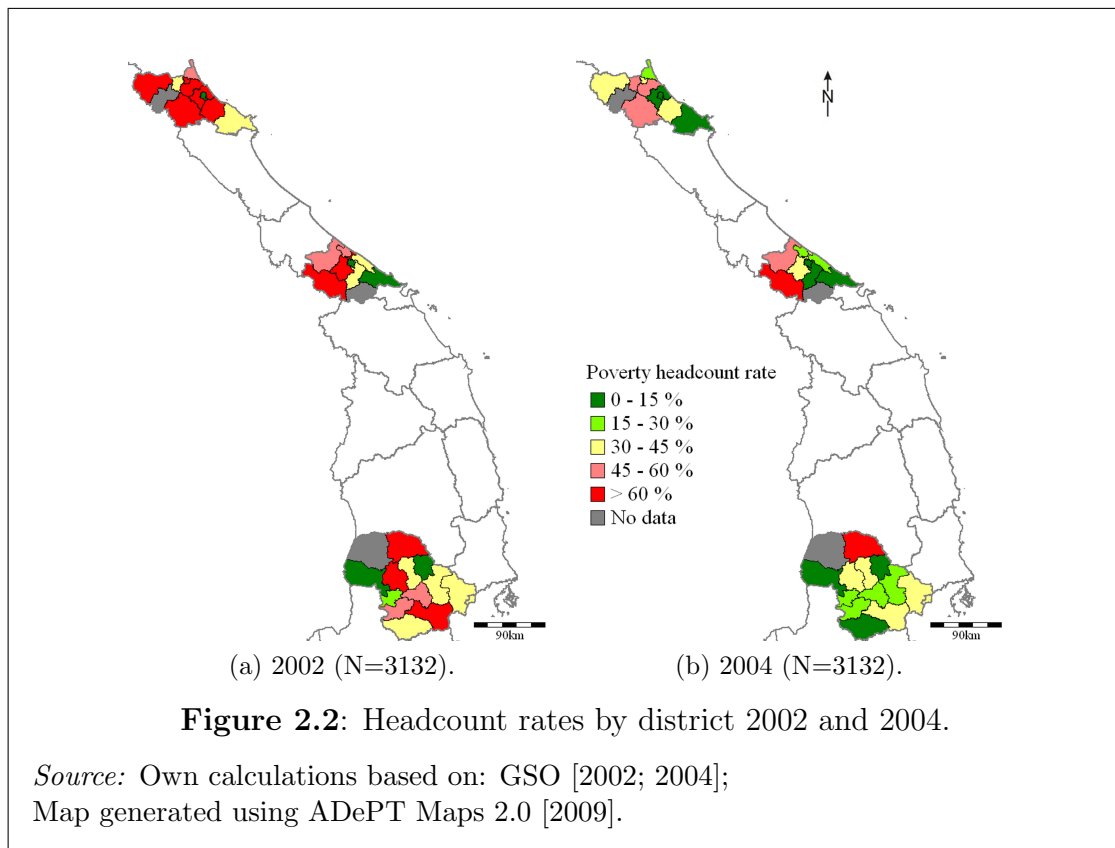 N
Poverty headcount rate
0 - 15 %
15 - 30 %
30 - 45 %
45 - 60 %
> 60 %
No data
90km
90km
(a) 2002 (N=3132).
(b) 2004 (N=3132).
Figure 2.2: Headcount rates by district 2002 and 2004.
Source: Own calculations based on: GSO [2002; 2004];
Map generated using ADePT Maps 2.0 [2009].